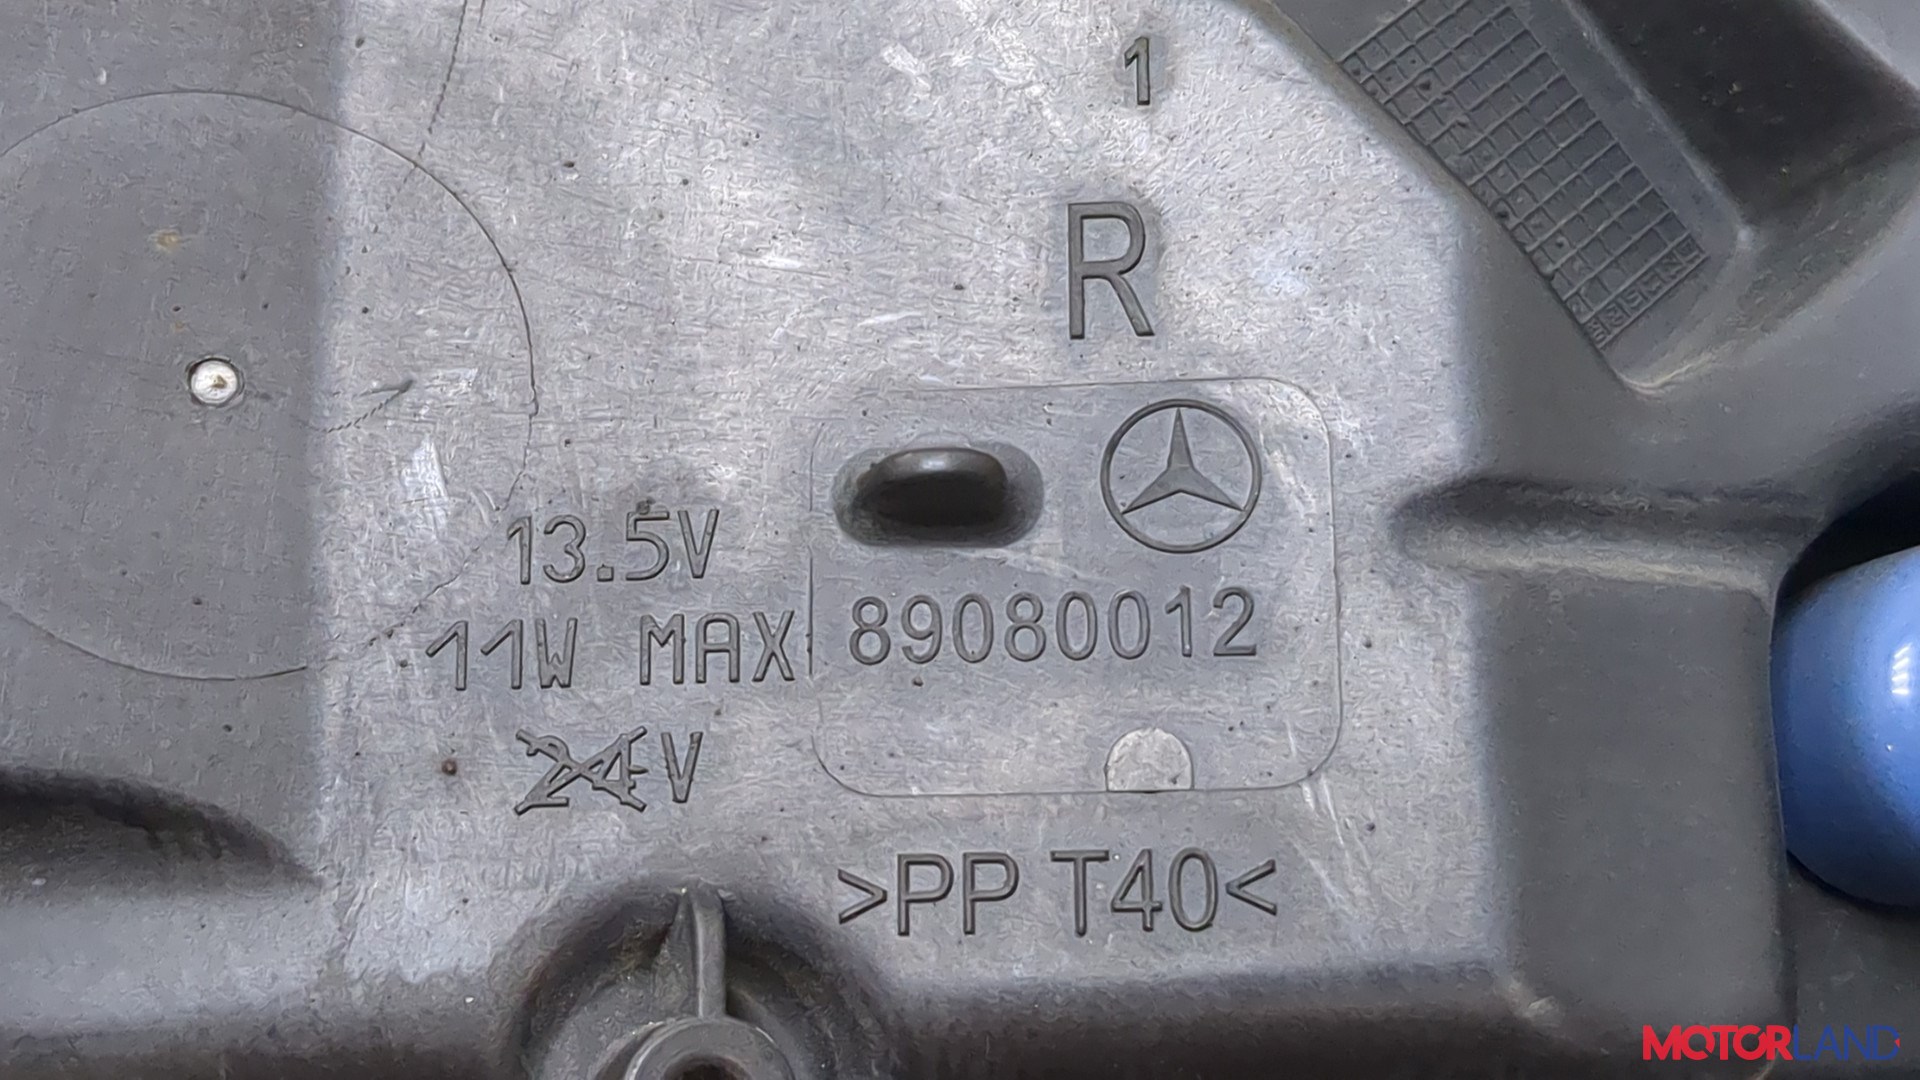 1
R
13.5V
11W MAX
24V
89080012
>PP T40<
MOTORLAND